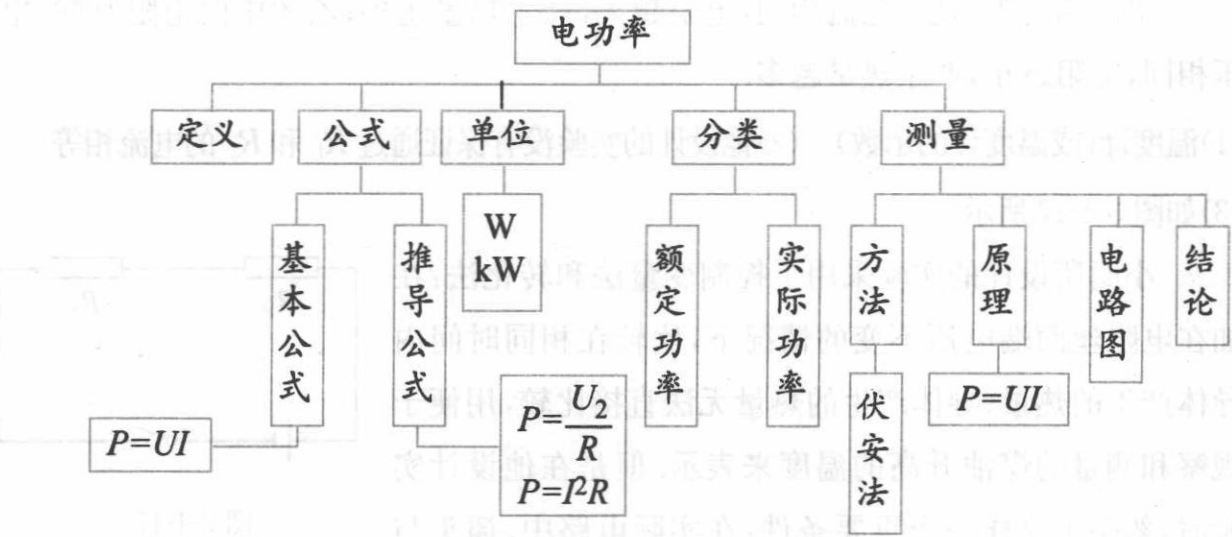 电功率
定义
公式
单位
分类
测量
W
kW
基本公式
推导公式
额定功率
实际功率
方法
原理
电路图
结论
P=UI
P=U²/R
P=I²R
伏安法
P=UI